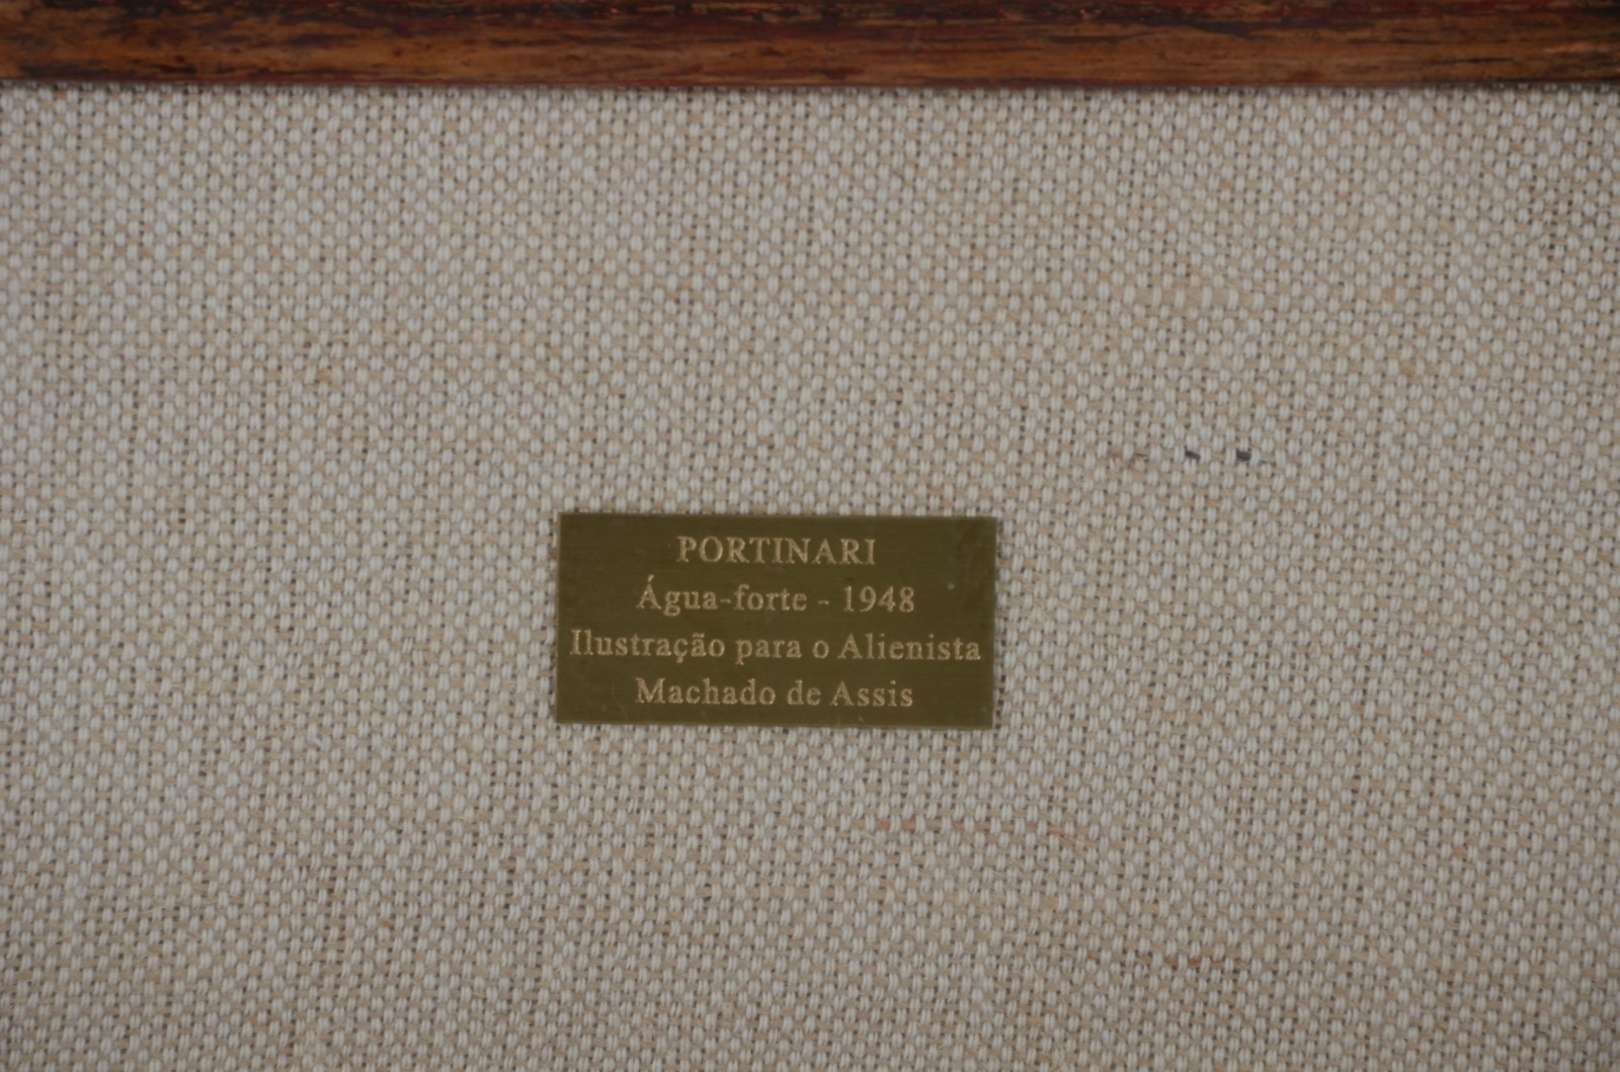 PORTINARI
Água-forte - 1948
Ilustração para o Alienista
Machado de Assis